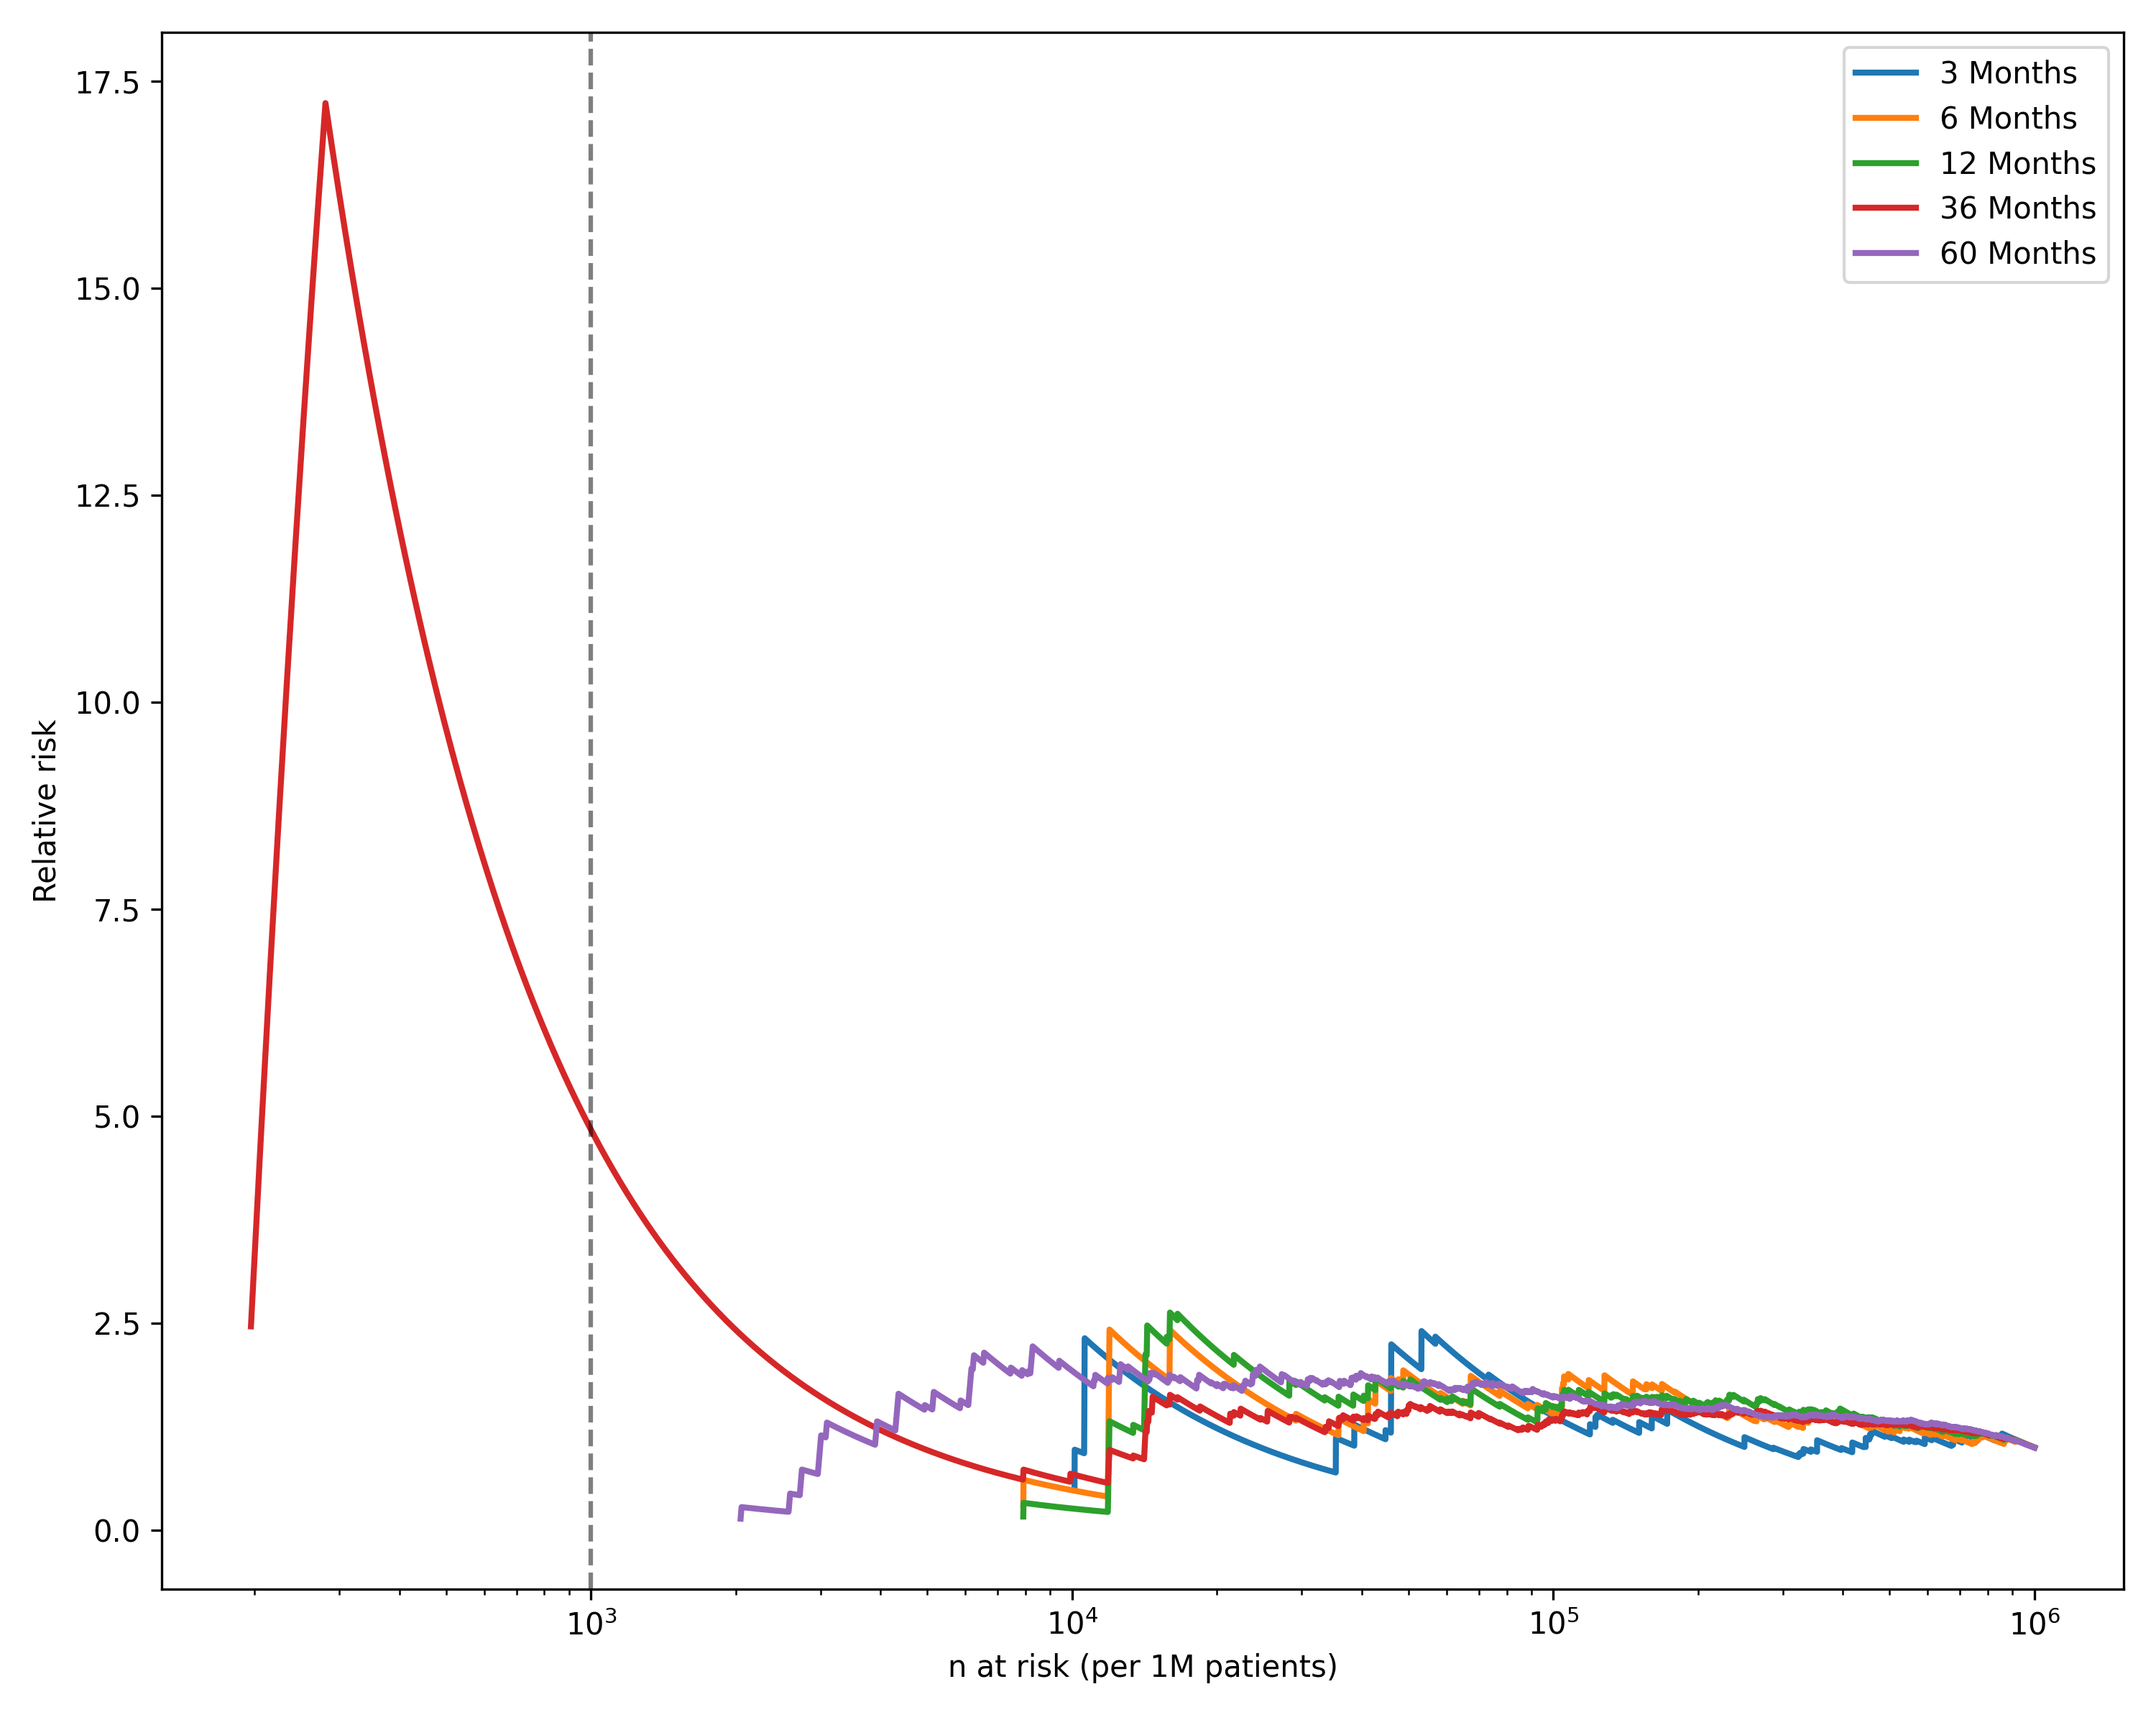 17.5
15.0
12.5
10.0
7.5
5.0
2.5
0.0
Relative risk
3 Months
6 Months
12 Months
36 Months
60 Months
10³
10⁴
10⁵
10⁶
n at risk (per 1M patients)